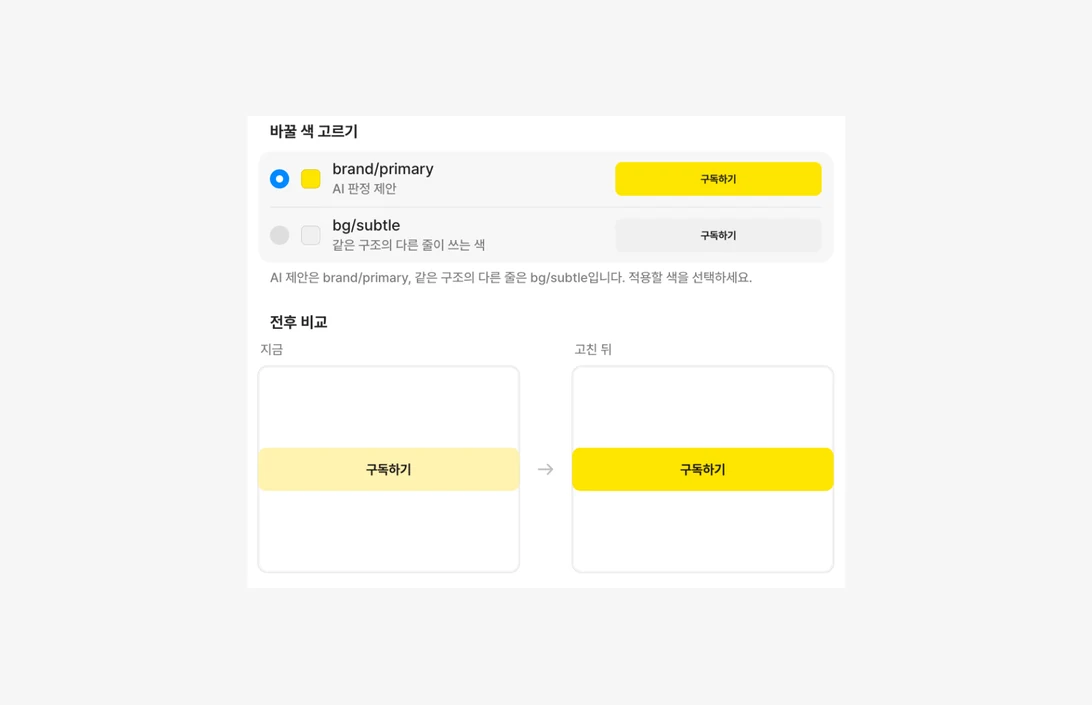 바꿀 색 고르기
brand/primary
AI 판정 제안
구독하기
bg/subtle
같은 구조의 다른 줄이 쓰는 색
구독하기
AI 제안은 brand/primary, 같은 구조의 다른 줄은 bg/subtle입니다. 적용할 색을 선택하세요.
전후 비교
지금
고친 뒤
구독하기
→
구독하기